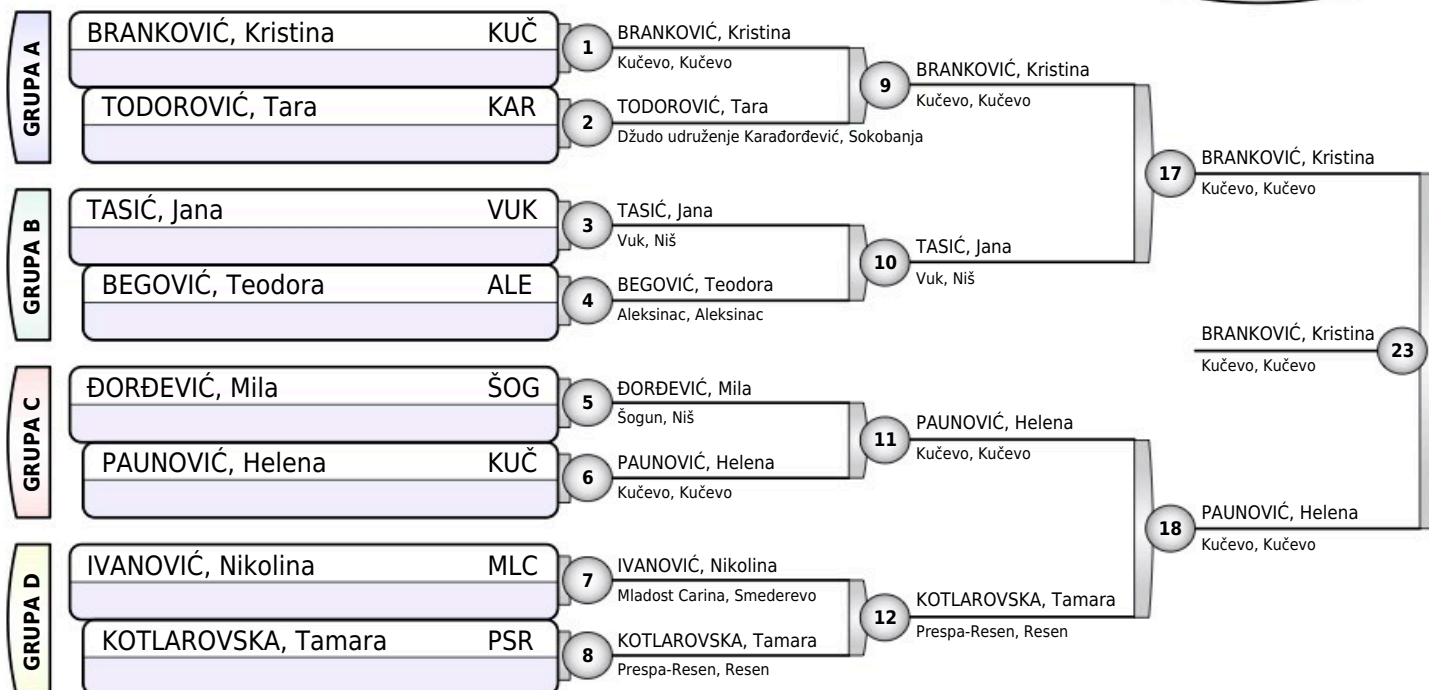 GRUPA A
BRANKOVIĆ, Kristina KUČ
TODOROVIĆ, Tara KAR
GRUPA B
TASIĆ, Jana VUK
BEGOVIĆ, Teodora ALE
GRUPA C
ĐORĐEVIĆ, Mila ŠOG
PAUNOVIĆ, Helena KUČ
GRUPA D
IVANOVIĆ, Nikolina MLC
KOTLAROVSKA, Tamara PSR
1
BRANKOVIĆ, Kristina
Kučevo, Kučevo
2
TODOROVIĆ, Tara
Džudo udruženje Karađorđević, Sokobanja
3
TASIĆ, Jana
Vuk, Niš
4
BEGOVIĆ, Teodora
Aleksinac, Aleksinac
5
ĐORĐEVIĆ, Mila
Šogun, Niš
6
PAUNOVIĆ, Helena
Kučevo, Kučevo
7
IVANOVIĆ, Nikolina
Mladost Carina, Smederevo
8
KOTLAROVSKA, Tamara
Prespa-Resen, Resen
9
BRANKOVIĆ, Kristina
Kučevo, Kučevo
10
TASIĆ, Jana
Vuk, Niš
11
PAUNOVIĆ, Helena
Kučevo, Kučevo
12
KOTLAROVSKA, Tamara
Prespa-Resen, Resen
17
BRANKOVIĆ, Kristina
Kučevo, Kučevo
18
PAUNOVIĆ, Helena
Kučevo, Kučevo
BRANKOVIĆ, Kristina
Kučevo, Kučevo
23